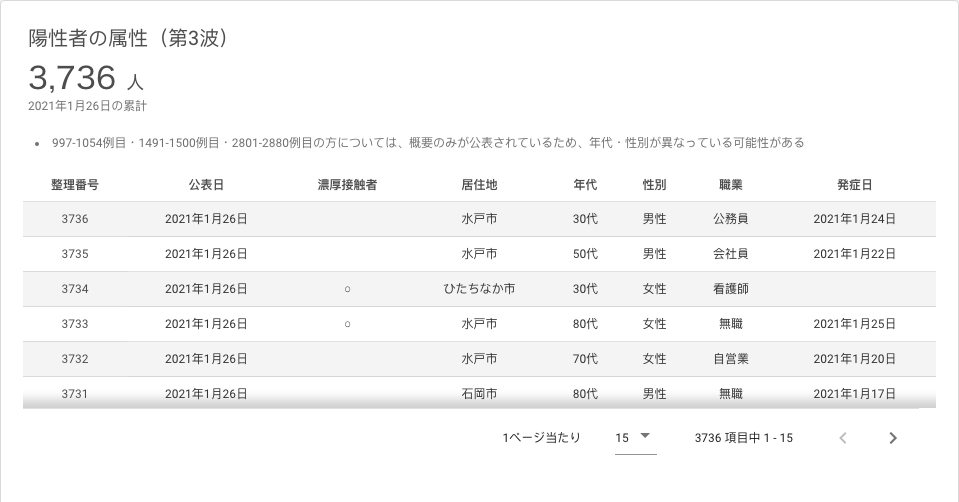 陽性者の属性（第3波）
3,736 人
2021年1月26日の累計
• 997-1054例目・1491-1500例目・2801-2880例目の方については、概要のみが公表されているため、年代・性別が異なっている可能性がある
整理番号 公表日 濃厚接触者 居住地 年代 性別 職業 発症日
3736 2021年1月26日 水戸市 30代 男性 公務員 2021年1月24日
3735 2021年1月26日 水戸市 50代 男性 会社員 2021年1月22日
3734 2021年1月26日 ○ ひたちなか市 30代 女性 看護師
3733 2021年1月26日 ○ 水戸市 80代 女性 無職 2021年1月25日
3732 2021年1月26日 水戸市 70代 女性 自営業 2021年1月20日
3731 2021年1月26日 石岡市 80代 男性 無職 2021年1月17日
1ページ当たり 15 3736 項目中 1 - 15